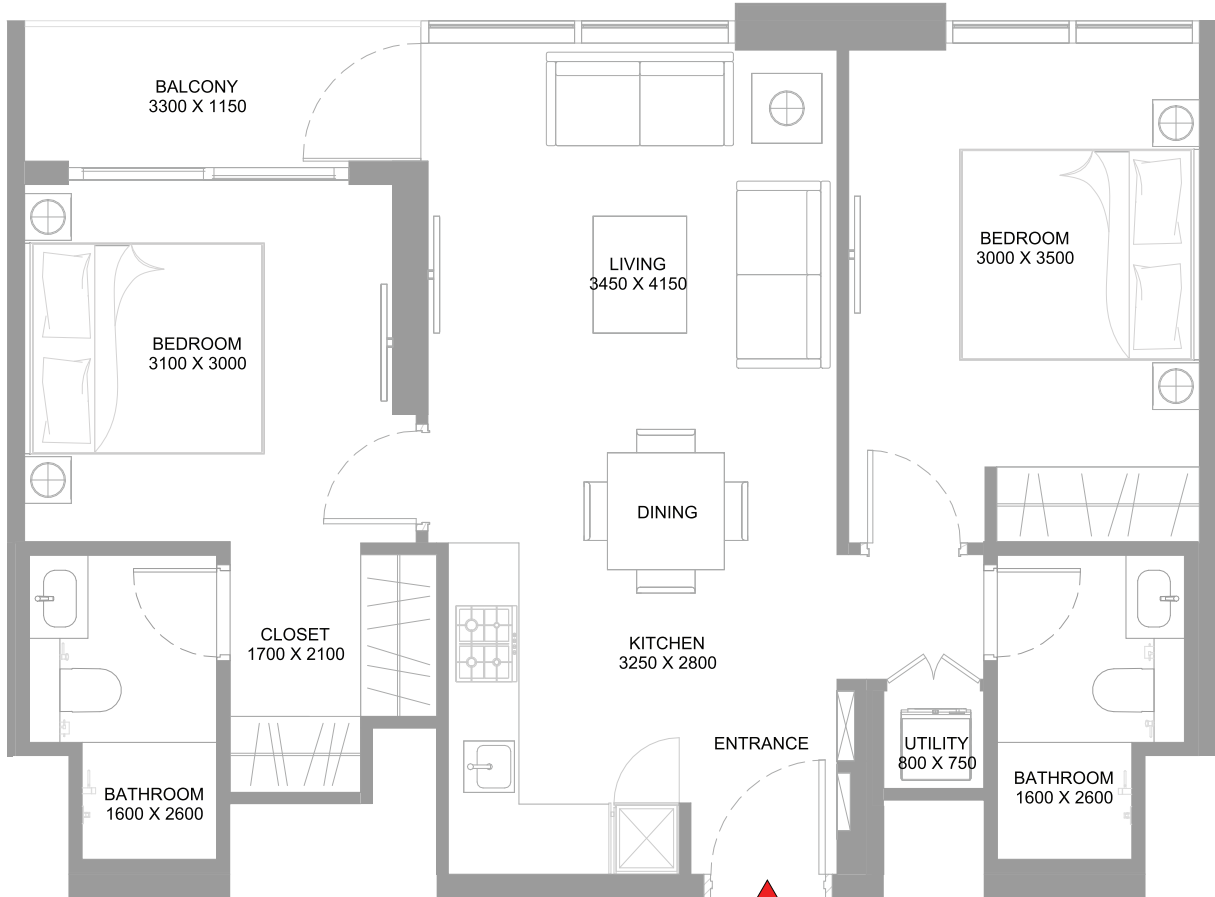 BALCONY
3300 X 1150
BEDROOM
3000 X 3500
LIVING
3450 X 4150
BEDROOM
3100 X 3000
DINING
CLOSET
1700 X 2100
KITCHEN
3250 X 2800
ENTRANCE
UTILITY
800 X 750
BATHROOM
1600 X 2600
BATHROOM
1600 X 2600